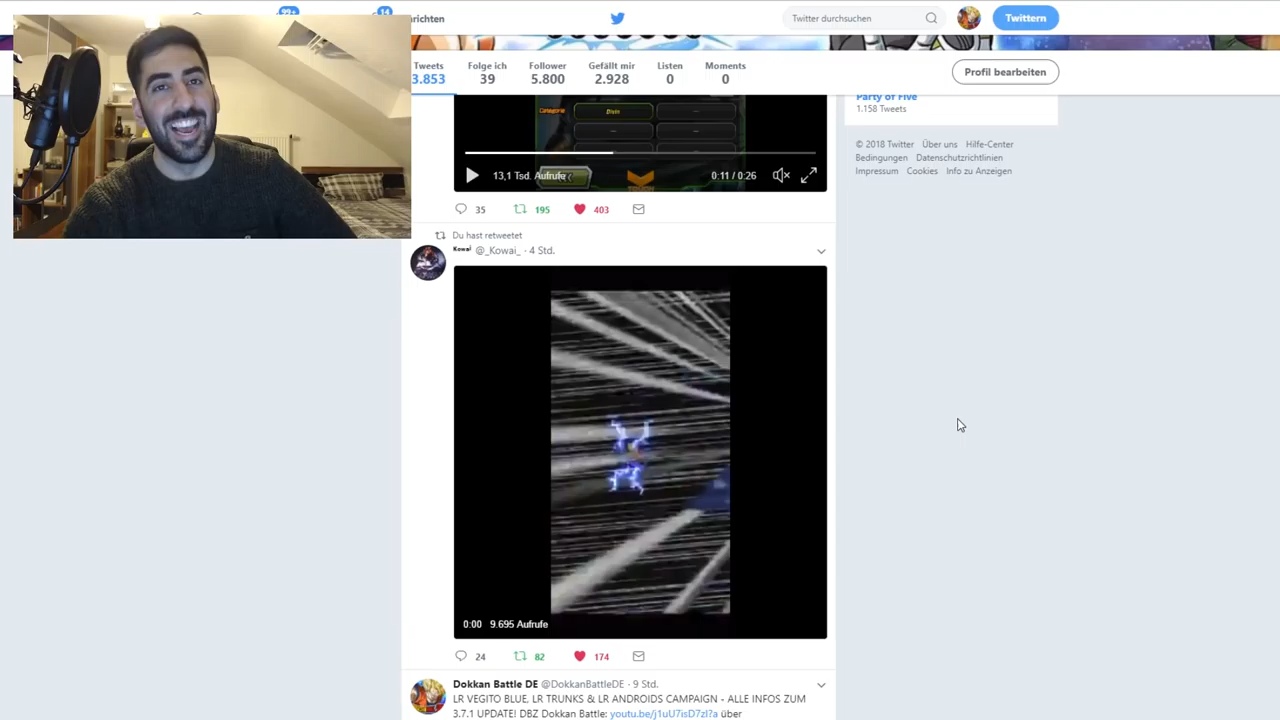 99+
14
richten
Twitter durchsuchen
Twittern
Tweets
3.853
Folge ich
39
Follower
5.800
Gefällt mir
2.928
Listen
0
Moments
0
Profil bearbeiten
Party of Five
1.158 Tweets
© 2018 Twitter Über uns Hilfe-Center
Bedingungen Datenschutzrichtlinien
Impressum Cookies Info zu Anzeigen
13,1 Tsd. Aufrufe
0:11 / 0:26
35 195 403
Du hast retweetet
Kowai @_Kowai_ · 4 Std.
0:00 9.695 Aufrufe
24 82 174
Dokkan Battle DE @DokkanBattleDE · 9 Std.
LR VEGITO BLUE, LR TRUNKS & LR ANDROIDS CAMPAIGN - ALLE INFOS ZUM
3.7.1 UPDATE! DBZ Dokkan Battle: youtu.be/j1uU7isD7zI?a über